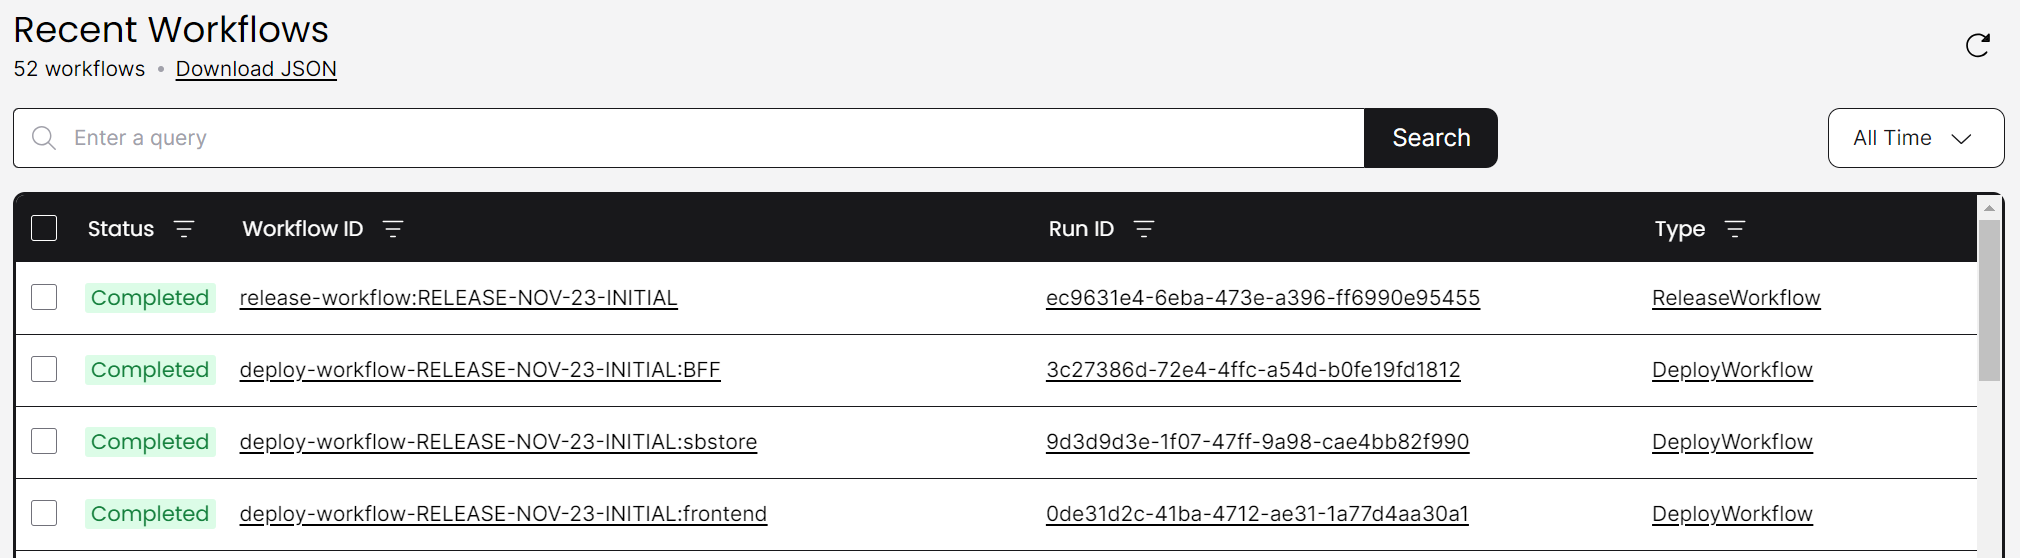 Recent Workflows
52 workflows • Download JSON
Enter a query
Search
All Time
Status Workflow ID Run ID Type
Completed release-workflow:RELEASE-NOV-23-INITIAL ec9631e4-6eba-473e-a396-ff6990e95455 ReleaseWorkflow
Completed deploy-workflow-RELEASE-NOV-23-INITIAL:BFF 3c27386d-72e4-4ffc-a54d-b0fe19fd1812 DeployWorkflow
Completed deploy-workflow-RELEASE-NOV-23-INITIAL:sbstore 9d3d9d3e-1f07-47ff-9a98-cae4bb82f990 DeployWorkflow
Completed deploy-workflow-RELEASE-NOV-23-INITIAL:frontend 0de31d2c-41ba-4712-ae31-1a77d4aa30a1 DeployWorkflow